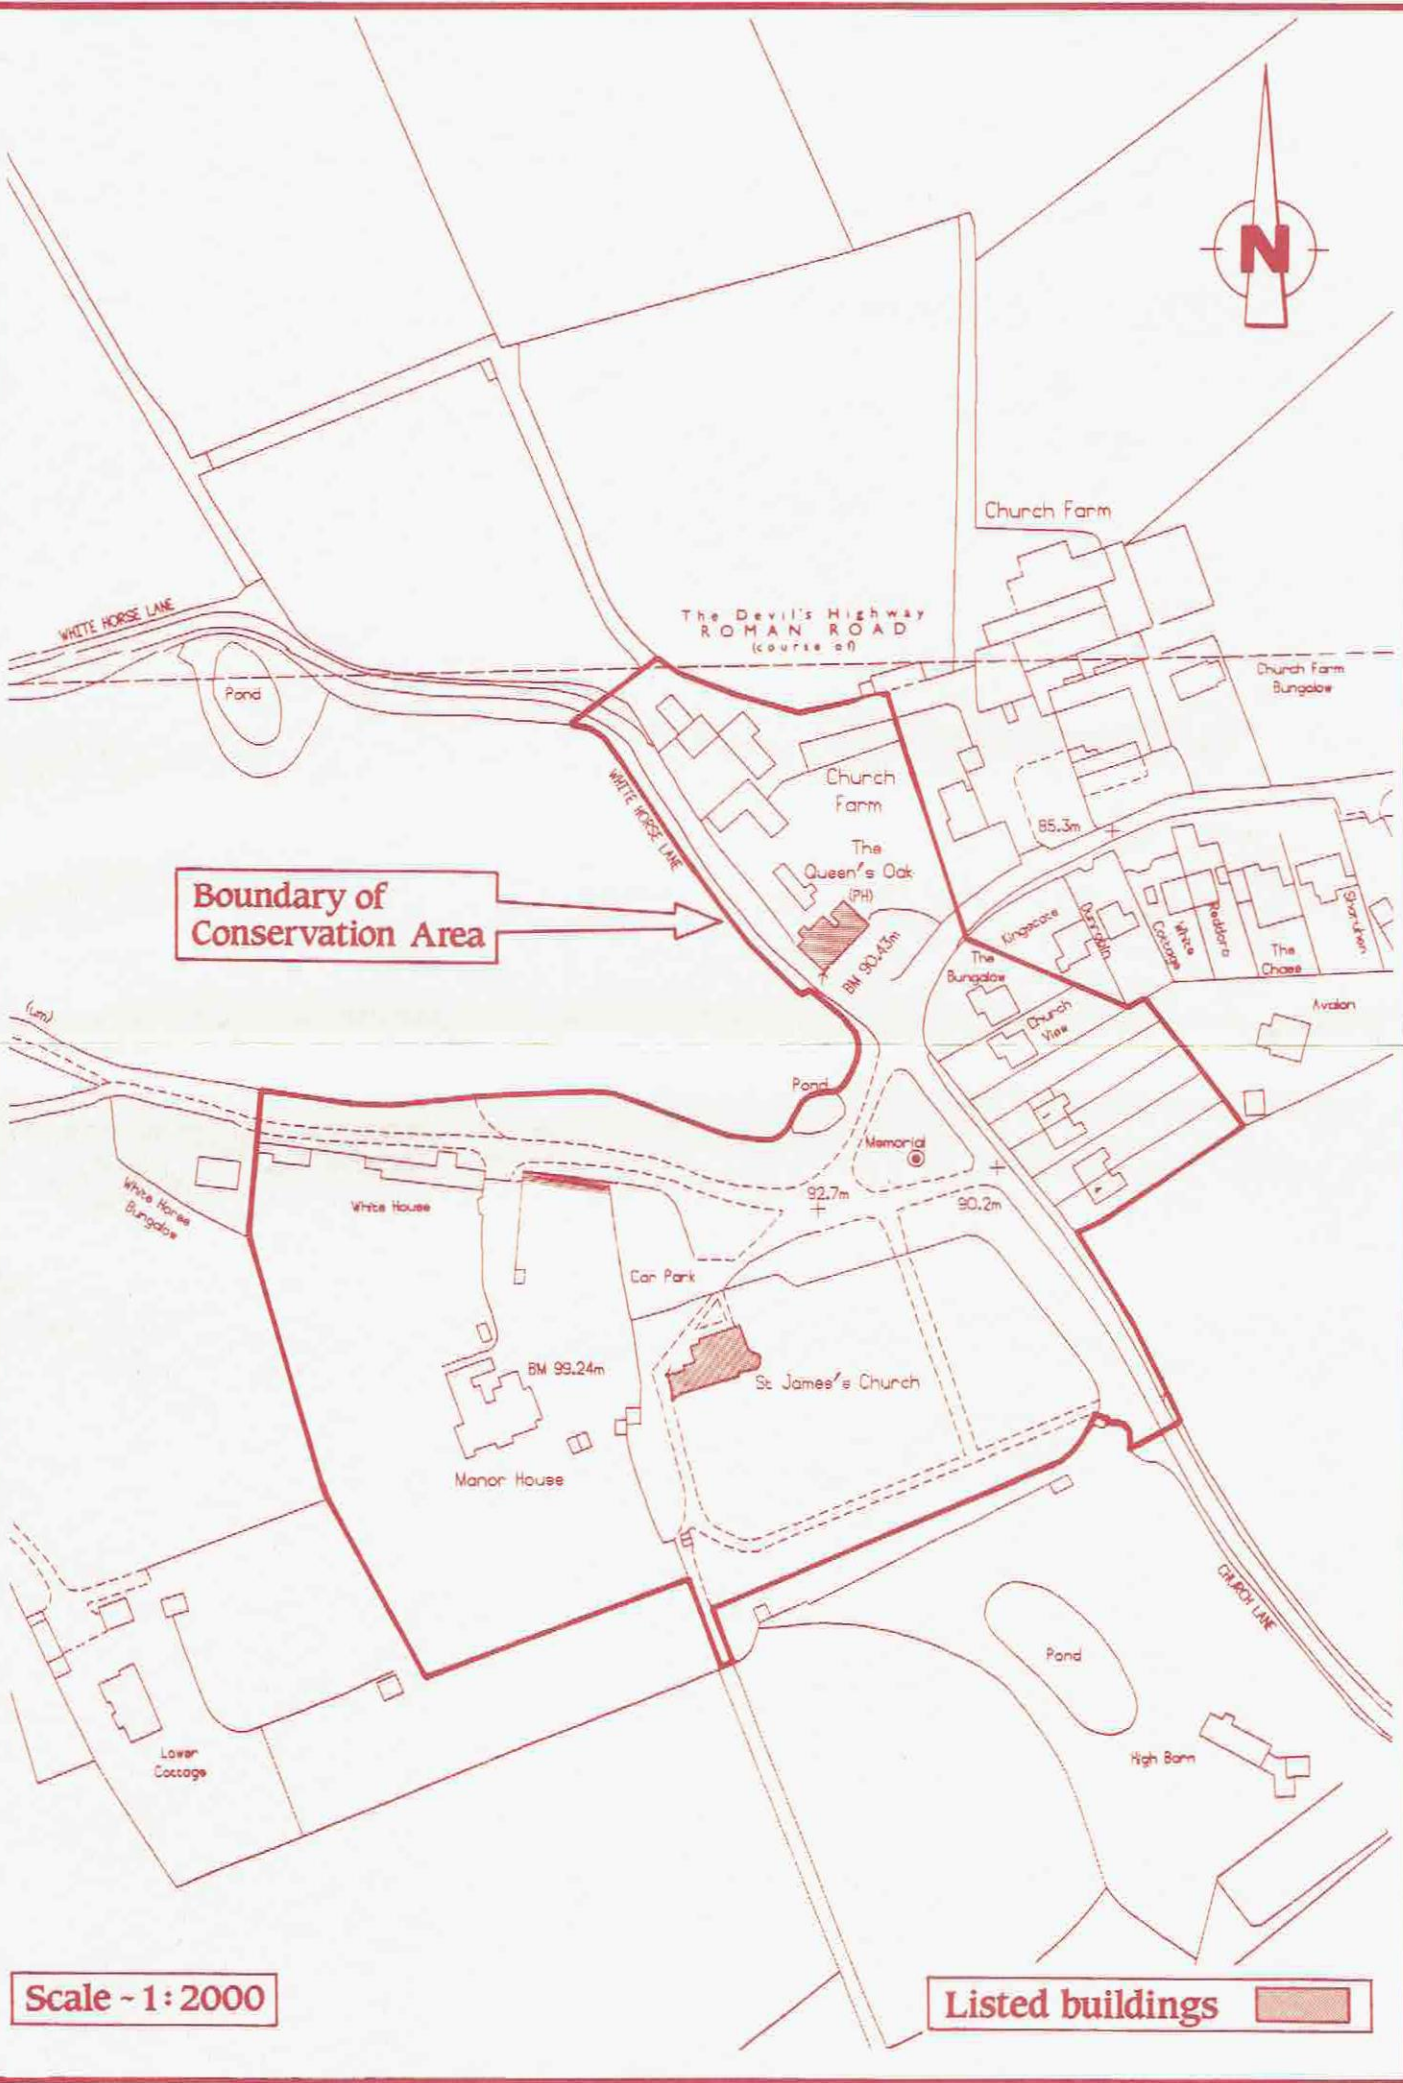 N
Church Farm
The Devil's Highway
ROMAN ROAD
(course of)
WHITE HORSE LANE
Pond
Church Farm
Bungalow
WHITE HORSE LANE
Church
Farm
85.3m
The
Queen's Oak
(PH)
BM 90.43m
Boundary of
Conservation Area
Kingscote
Dunrobin
White
Cottage
Reddora
The
Chase
The
Bungalow
Church
View
Avalon
(um)
Pond
Memorial
White Horse
Bungalow
White House
92.7m
90.2m
Car Park
BM 99.24m
St James's Church
Manor House
CHURCH LANE
Pond
Lower
Cottage
High Barn
Scale ~ 1:2000
Listed buildings